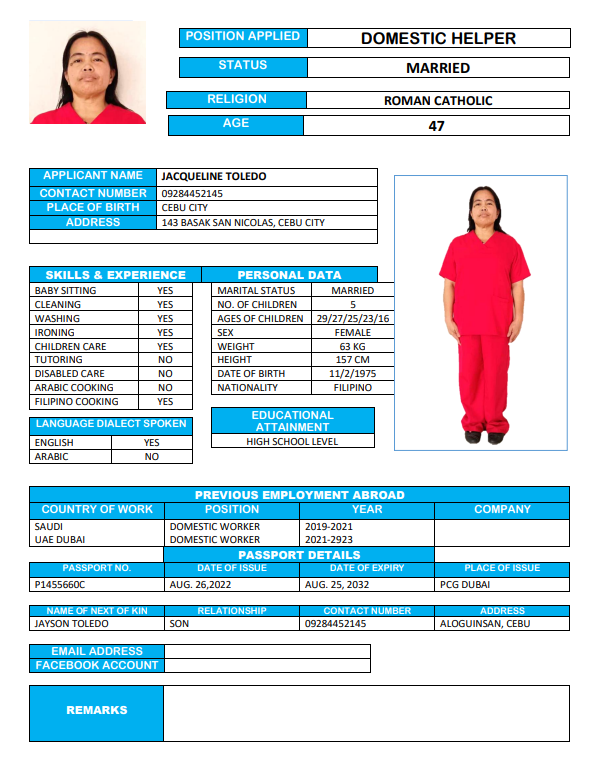 POSITION APPLIED DOMESTIC HELPER
STATUS MARRIED
RELIGION ROMAN CATHOLIC
AGE 47
APPLICANT NAME JACQUELINE TOLEDO
CONTACT NUMBER 09284452145
PLACE OF BIRTH CEBU CITY
ADDRESS 143 BASAK SAN NICOLAS, CEBU CITY
SKILLS & EXPERIENCE PERSONAL DATA
BABY SITTING YES MARITAL STATUS MARRIED
CLEANING YES NO. OF CHILDREN 5
WASHING YES AGES OF CHILDREN 29/27/25/23/16
IRONING YES SEX FEMALE
CHILDREN CARE YES WEIGHT 63 KG
TUTORING NO HEIGHT 157 CM
DISABLED CARE NO DATE OF BIRTH 11/2/1975
ARABIC COOKING NO NATIONALITY FILIPINO
FILIPINO COOKING YES
LANGUAGE DIALECT SPOKEN
ENGLISH YES
ARABIC NO
EDUCATIONAL
ATTAINMENT
HIGH SCHOOL LEVEL
PREVIOUS EMPLOYMENT ABROAD
COUNTRY OF WORK POSITION YEAR COMPANY
SAUDI DOMESTIC WORKER 2019-2021
UAE DUBAI DOMESTIC WORKER 2021-2923
PASSPORT DETAILS
PASSPORT NO. DATE OF ISSUE DATE OF EXPIRY PLACE OF ISSUE
P1455660C AUG. 26,2022 AUG. 25, 2032 PCG DUBAI
NAME OF NEXT OF KIN RELATIONSHIP CONTACT NUMBER ADDRESS
JAYSON TOLEDO SON 09284452145 ALOGUINSAN, CEBU
EMAIL ADDRESS
FACEBOOK ACCOUNT
REMARKS